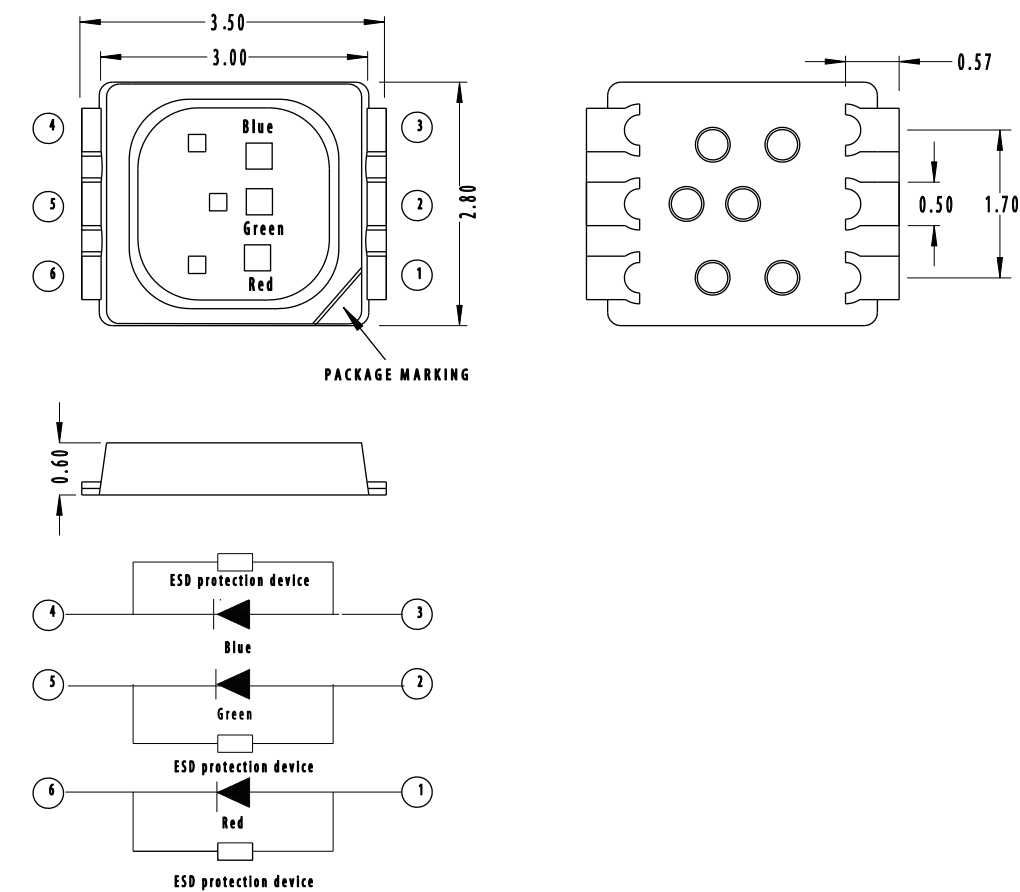 3.50
3.00
0.57
4
Blue
3
5
2
2.80
0.50
1.70
Green
6
Red
1
PACKAGE MARKING
0.60
ESD protection device
4
3
Blue
5
2
Green
ESD protection device
6
1
Red
ESD protection device